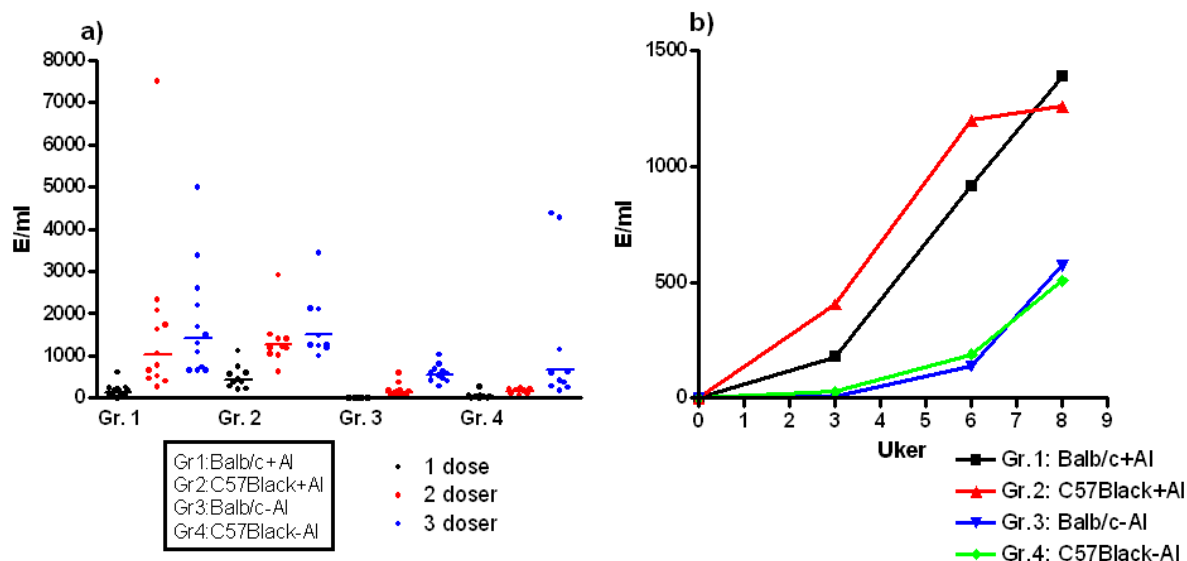 a)
8000
7000
6000
5000
4000
3000
2000
1000
0
E/ml
Gr. 1 Gr. 2 Gr. 3 Gr. 4
Gr1:Balb/c+Al
Gr2:C57Black+Al
Gr3:Balb/c-Al
Gr4:C57Black-Al
1 dose
2 doser
3 doser
b)
1500
1000
500
0
E/ml
0 1 2 3 4 5 6 7 8 9
Uker
Gr.1: Balb/c+Al
Gr.2: C57Black+Al
Gr.3: Balb/c-Al
Gr.4: C57Black-Al